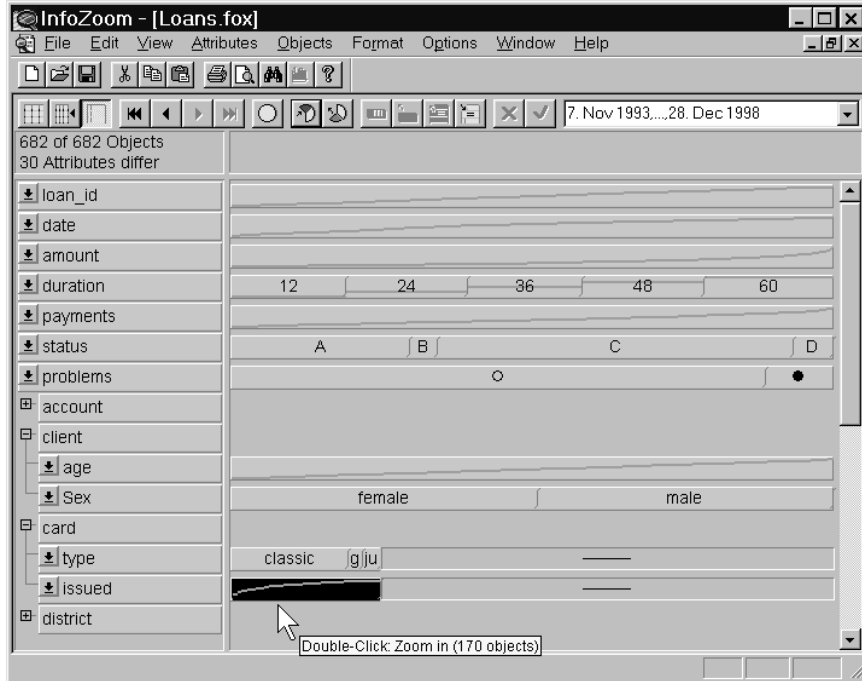 InfoZoom - [Loans.fox]
File Edit View Attributes Objects Format Options Window Help
7. Nov 1993,...,28. Dec 1998
682 of 682 Objects
30 Attributes differ
loan_id
date
amount
duration 12 24 36 48 60
payments
status A B C D
problems
account
client
age
Sex female male
card
type classic g ju
issued
district
Double-Click: Zoom in (170 objects)